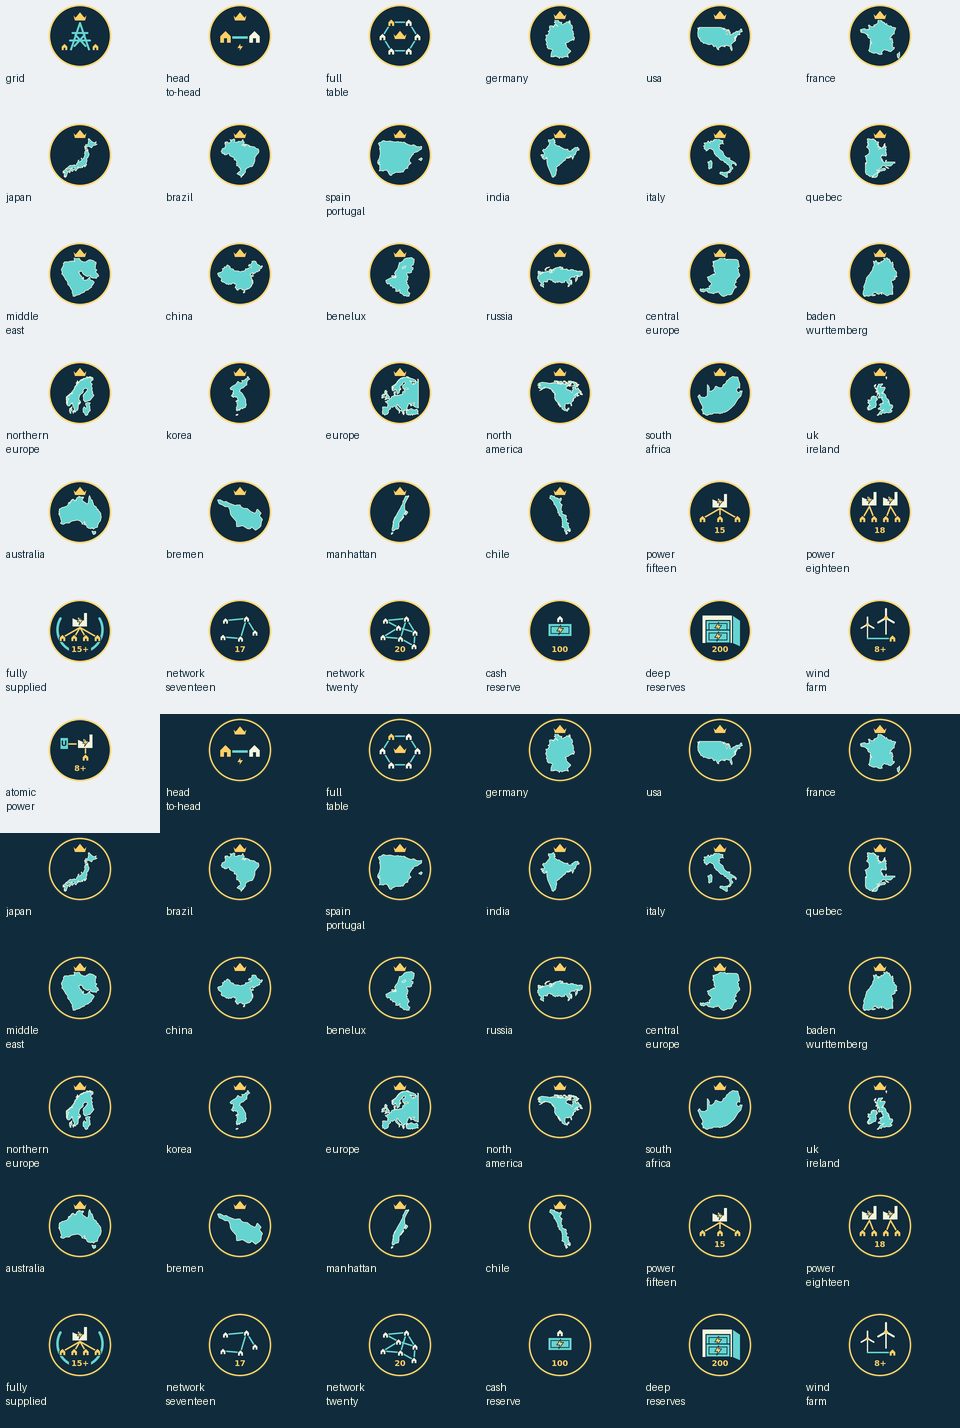 grid
head
to-head
full
table
germany
usa
france
japan
brazil
spain
portugal
india
italy
quebec
middle
east
china
benelux
russia
central
europe
baden
wurttemberg
northern
europe
korea
europe
north
america
south
africa
uk
ireland
australia
bremen
manhattan
chile
15
power
fifteen
18
power
eighteen
15+
fully
supplied
17
network
seventeen
20
network
twenty
100
cash
reserve
200
deep
reserves
8+
wind
farm
U
8+
atomic
power
head
to-head
full
table
germany
usa
france
japan
brazil
spain
portugal
india
italy
quebec
middle
east
china
benelux
russia
central
europe
baden
wurttemberg
northern
europe
korea
europe
north
america
south
africa
uk
ireland
australia
bremen
manhattan
chile
15
power
fifteen
18
power
eighteen
15+
fully
supplied
17
network
seventeen
20
network
twenty
100
cash
reserve
200
deep
reserves
8+
wind
farm